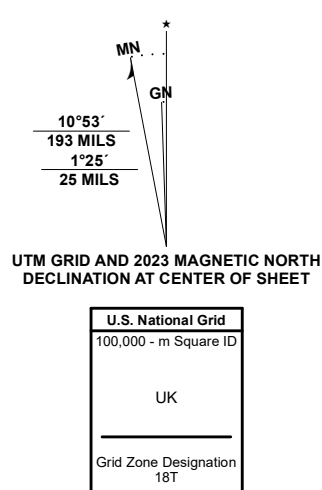 ★
MN
GN
10°53´
193 MILS
1°25´
25 MILS
UTM GRID AND 2023 MAGNETIC NORTH
DECLINATION AT CENTER OF SHEET
U.S. National Grid
100,000 - m Square ID
UK
Grid Zone Designation
18T